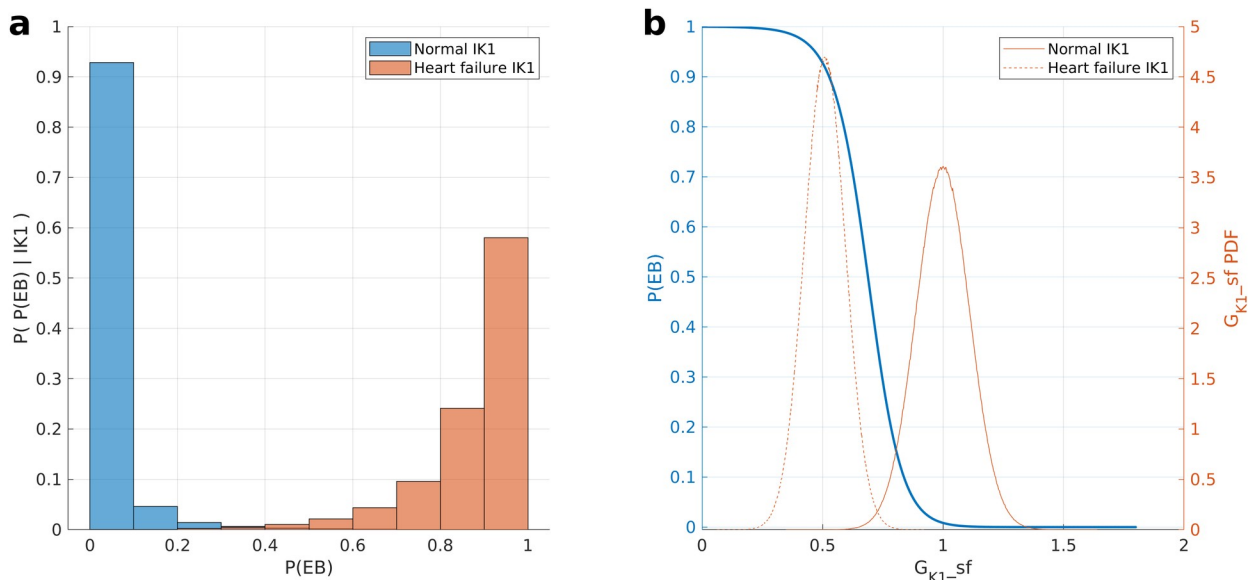 a
P( P(EB) | IK1 )
1
0.9
0.8
0.7
0.6
0.5
0.4
0.3
0.2
0.1
0
0 0.2 0.4 0.6 0.8 1
P(EB)
Normal IK1
Heart failure IK1
b
P(EB)
1
0.9
0.8
0.7
0.6
0.5
0.4
0.3
0.2
0.1
0
0 0.5 1 1.5 2
G_K1_sf
Normal IK1
Heart failure IK1
5
4.5
4
3.5
3
2.5
2
1.5
1
0.5
0
G_K1_sf PDF